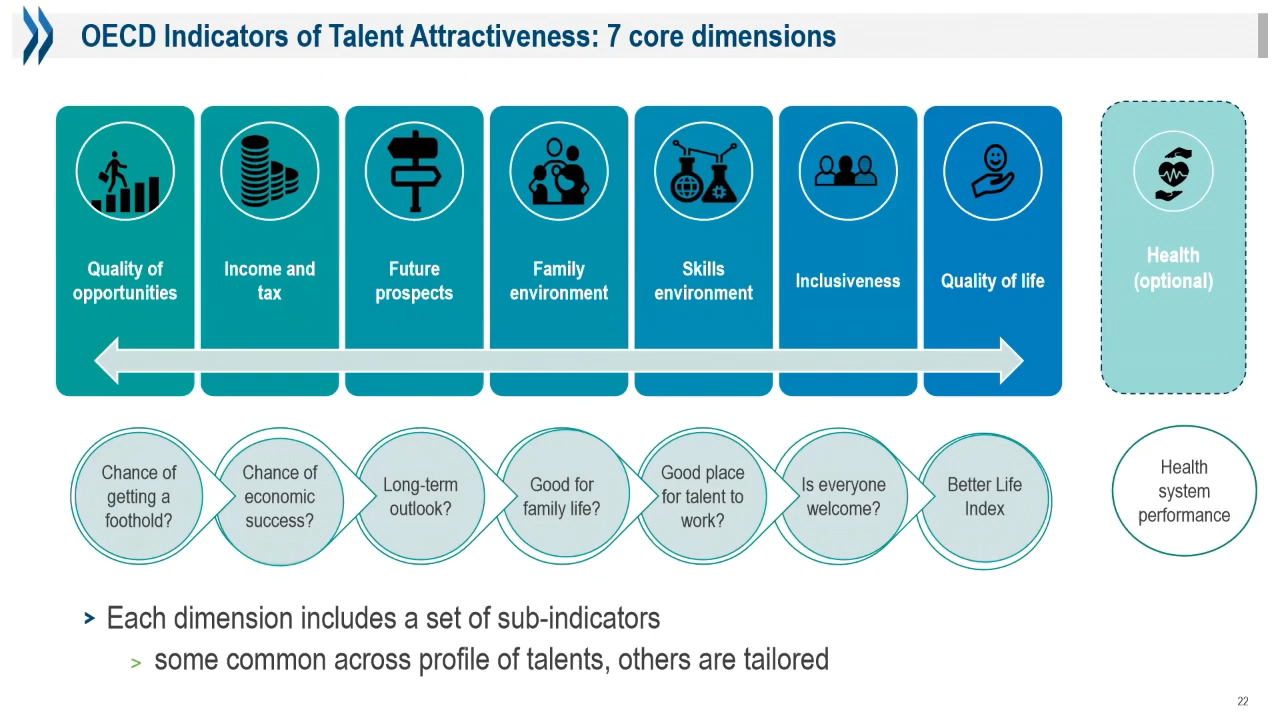 OECD Indicators of Talent Attractiveness: 7 core dimensions
Quality of
opportunities
Income and
tax
Future
prospects
Family
environment
Skills
environment
Inclusiveness
Quality of life
Health
(optional)
Chance of
getting a
foothold?
Chance of
economic
success?
Long-term
outlook?
Good for
family life?
Good place
for talent to
work?
Is everyone
welcome?
Better Life
Index
Health
system
performance
> Each dimension includes a set of sub-indicators
> some common across profile of talents, others are tailored
22